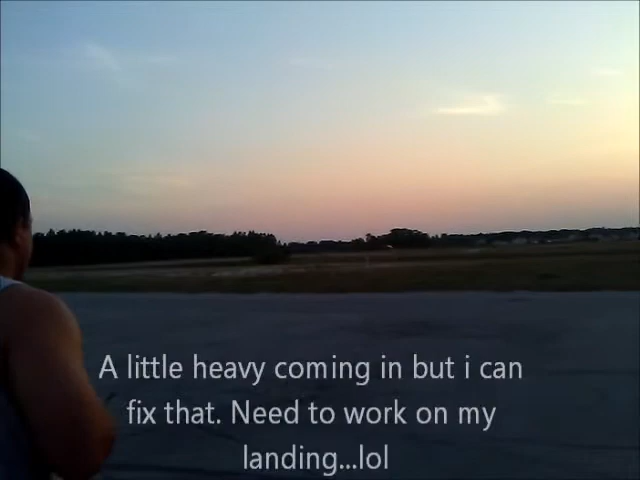 A little heavy coming in but i can
fix that. Need to work on my
landing...lol